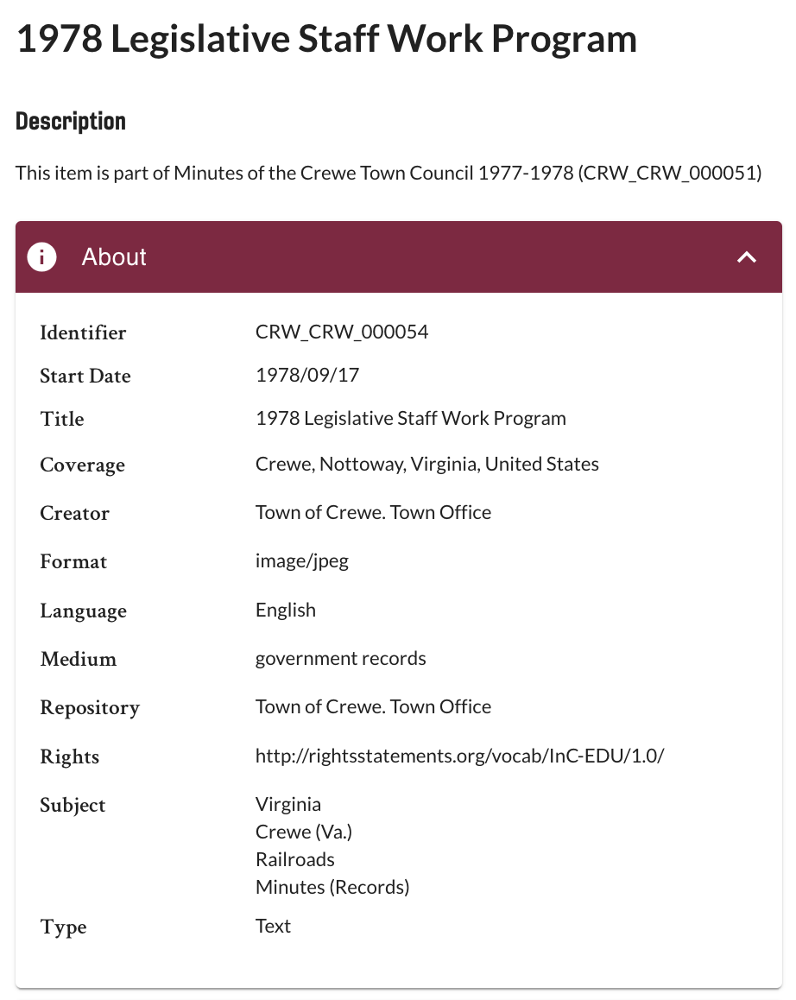 1978 Legislative Staff Work Program
Description
This item is part of Minutes of the Crewe Town Council 1977-1978 (CRW_CRW_000051)
About
Identifier CRW_CRW_000054
Start Date 1978/09/17
Title 1978 Legislative Staff Work Program
Coverage Crewe, Nottoway, Virginia, United States
Creator Town of Crewe. Town Office
Format image/jpeg
Language English
Medium government records
Repository Town of Crewe. Town Office
Rights http://rightsstatements.org/vocab/InC-EDU/1.0/
Subject Virginia
Crewe (Va.)
Railroads
Minutes (Records)
Type Text